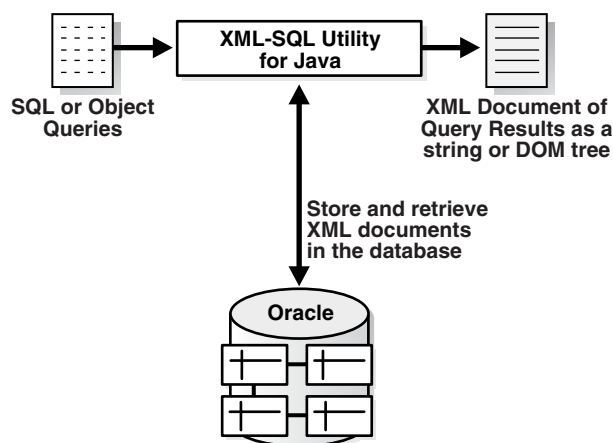 XML-SQL Utility
for Java
SQL or Object
Queries
XML Document of
Query Results as a
string or DOM tree
Store and retrieve
XML documents
in the database
Oracle